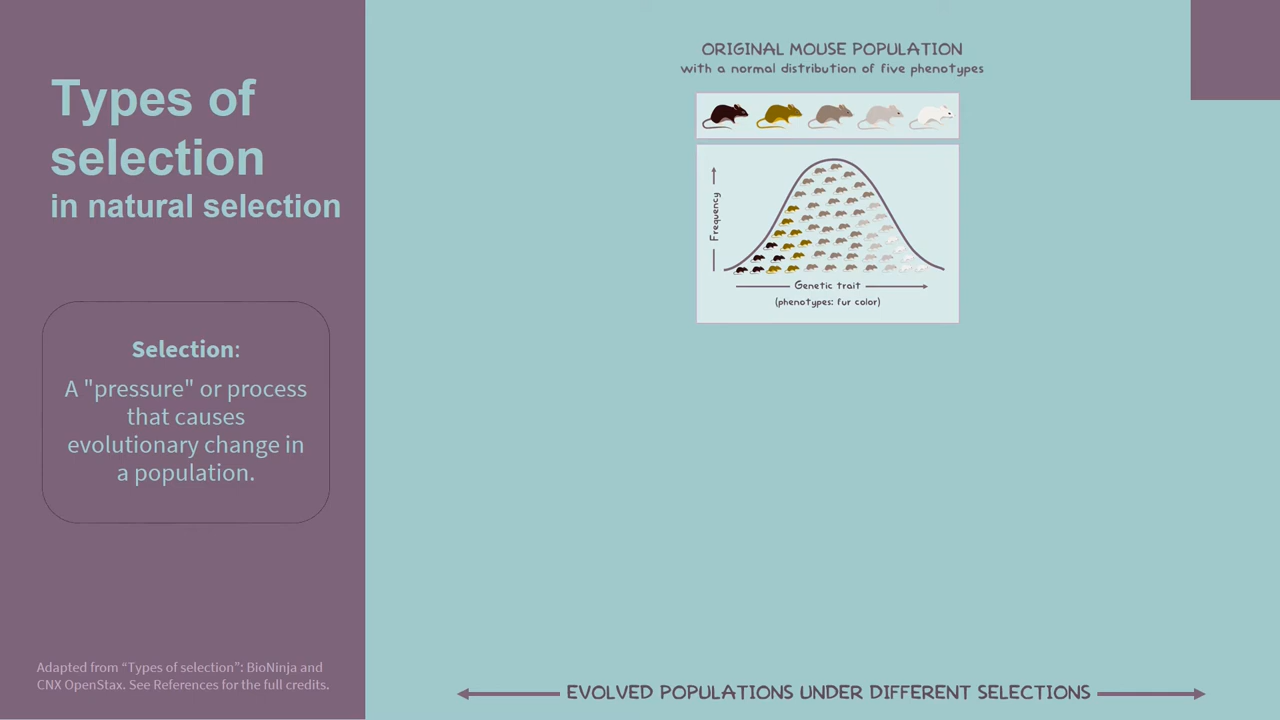 Types of
selection
in natural selection
Selection:
A "pressure" or process
that causes
evolutionary change in
a population.
Adapted from “Types of selection”: BioNinja and
CNX OpenStax. See References for the full credits.
ORIGINAL MOUSE POPULATION
with a normal distribution of five phenotypes
Frequency
Genetic trait
(phenotypes: fur color)
EVOLVED POPULATIONS UNDER DIFFERENT SELECTIONS